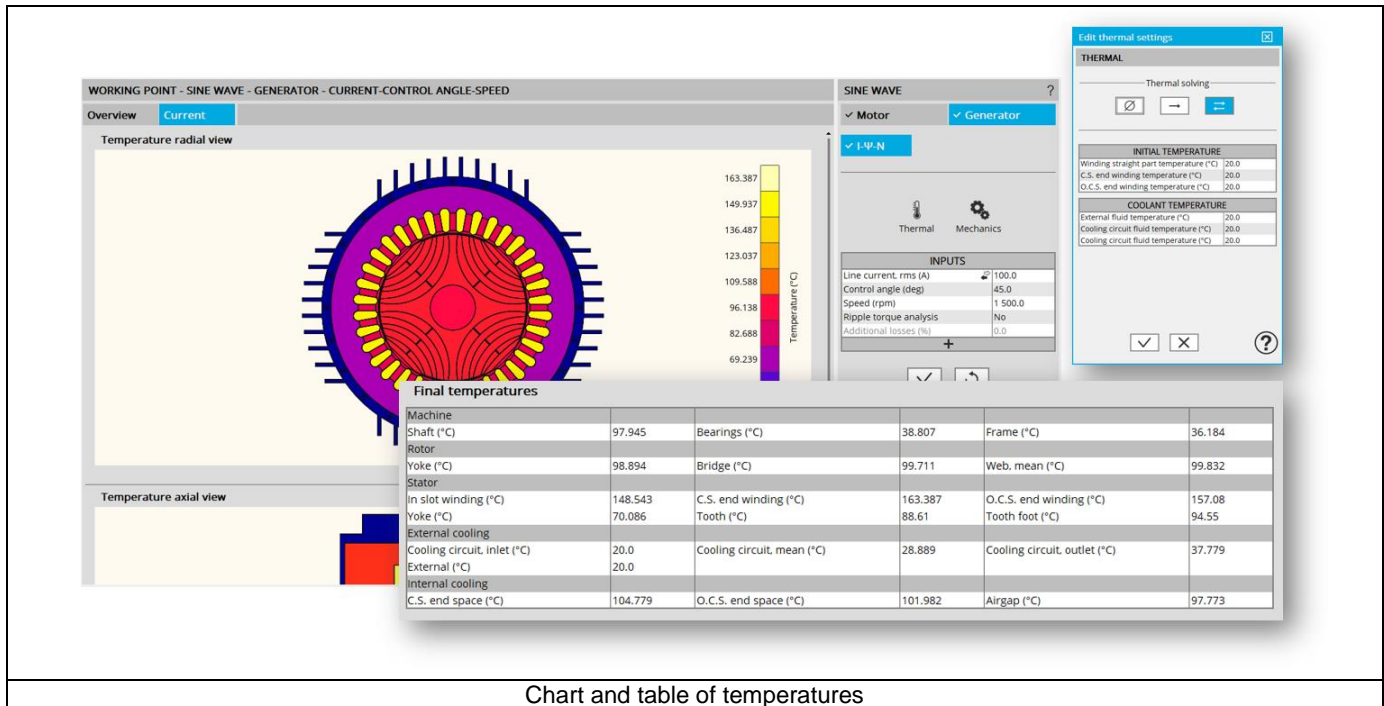 Edit thermal settings
THERMAL
Thermal solving
INITIAL TEMPERATURE
Winding straight part temperature (°C) 20.0
C.S. end winding temperature (°C) 20.0
O.C.S. end winding temperature (°C) 20.0
COOLANT TEMPERATURE
External fluid temperature (°C) 20.0
Cooling circuit fluid temperature (°C) 20.0
Cooling circuit fluid temperature (°C) 20.0
?
WORKING POINT - SINE WAVE - GENERATOR - CURRENT-CONTROL ANGLE-SPEED
Overview Current
Temperature radial view
163.387
149.937
136.487
123.037
109.588
96.138
82.688
69.239
Temperature (°C)
SINE WAVE ?
Motor Generator
I-Ψ-N
Thermal Mechanics
INPUTS
Line current, rms (A) 100.0
Control angle (deg) 45.0
Speed (rpm) 1 500.0
Ripple torque analysis No
Additional losses (%) 0.0
+
Temperature axial view
Final temperatures
Machine
Shaft (°C) 97.945 Bearings (°C) 38.807 Frame (°C) 36.184
Rotor
Yoke (°C) 98.894 Bridge (°C) 99.711 Web, mean (°C) 99.832
Stator
In slot winding (°C) 148.543 C.S. end winding (°C) 163.387 O.C.S. end winding (°C) 157.08
Yoke (°C) 70.086 Tooth (°C) 88.61 Tooth foot (°C) 94.55
External cooling
Cooling circuit, inlet (°C) 20.0 Cooling circuit, mean (°C) 28.889 Cooling circuit, outlet (°C) 37.779
External (°C) 20.0
Internal cooling
C.S. end space (°C) 104.779 O.C.S. end space (°C) 101.982 Airgap (°C) 97.773
Chart and table of temperatures